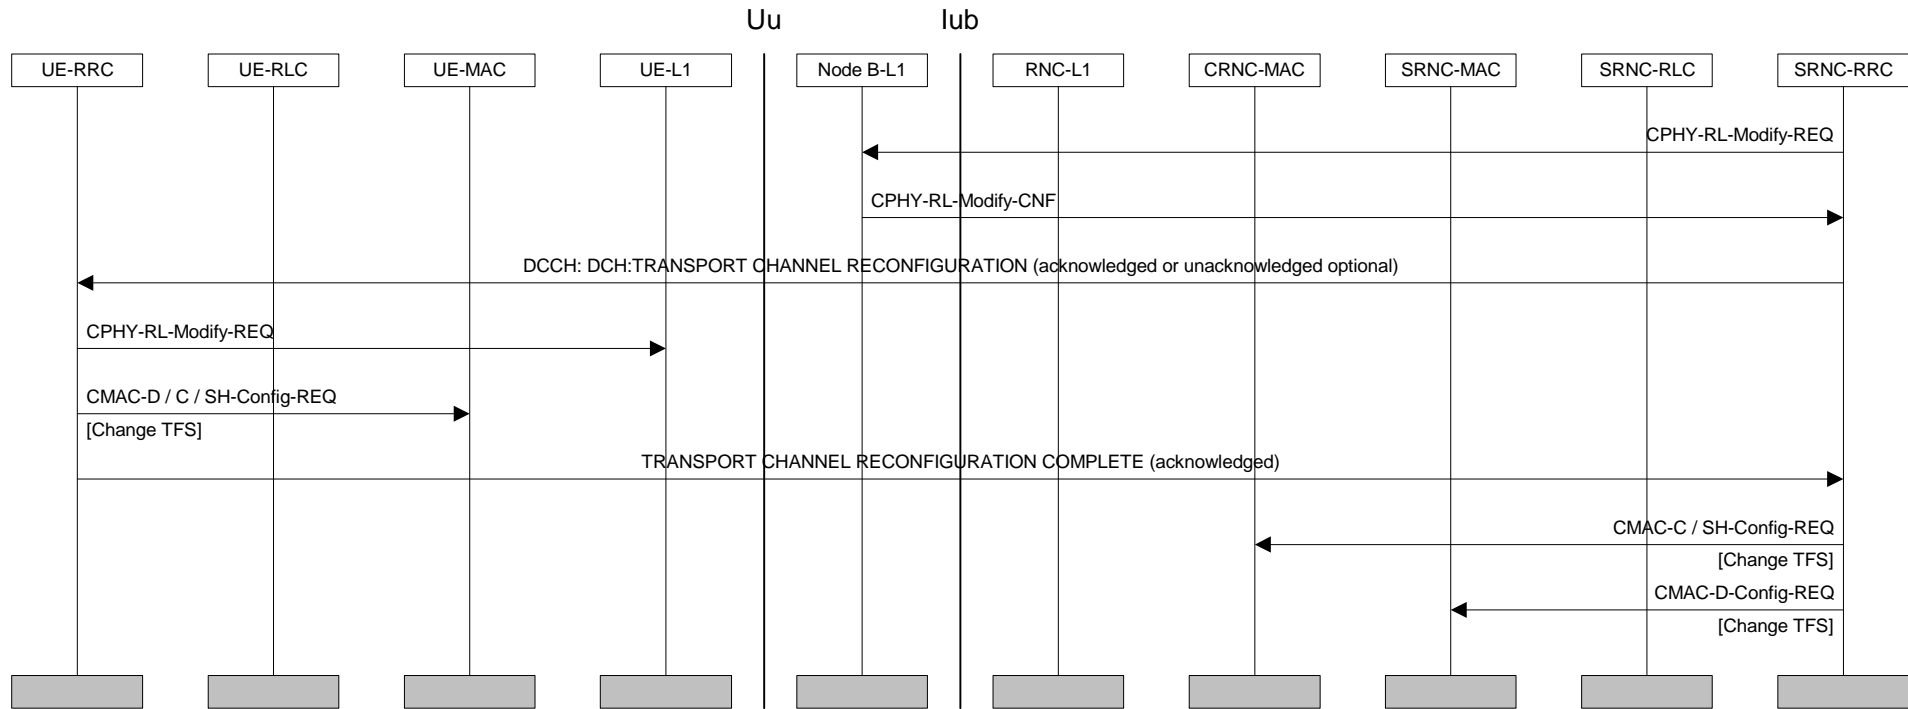 Uu Iub
UE-RRC UE-RLC UE-MAC UE-L1 Node B-L1 RNC-L1 CRNC-MAC SRNC-MAC SRNC-RLC SRNC-RRC
CPHY-RL-Modify-REQ
CPHY-RL-Modify-CNF
DCCH: DCH:TRANSPORT CHANNEL RECONFIGURATION (acknowledged or unacknowledged optional)
CPHY-RL-Modify-REQ
CMAC-D / C / SH-Config-REQ
[Change TFS]
TRANSPORT CHANNEL RECONFIGURATION COMPLETE (acknowledged)
CMAC-C / SH-Config-REQ
[Change TFS]
CMAC-D-Config-REQ
[Change TFS]